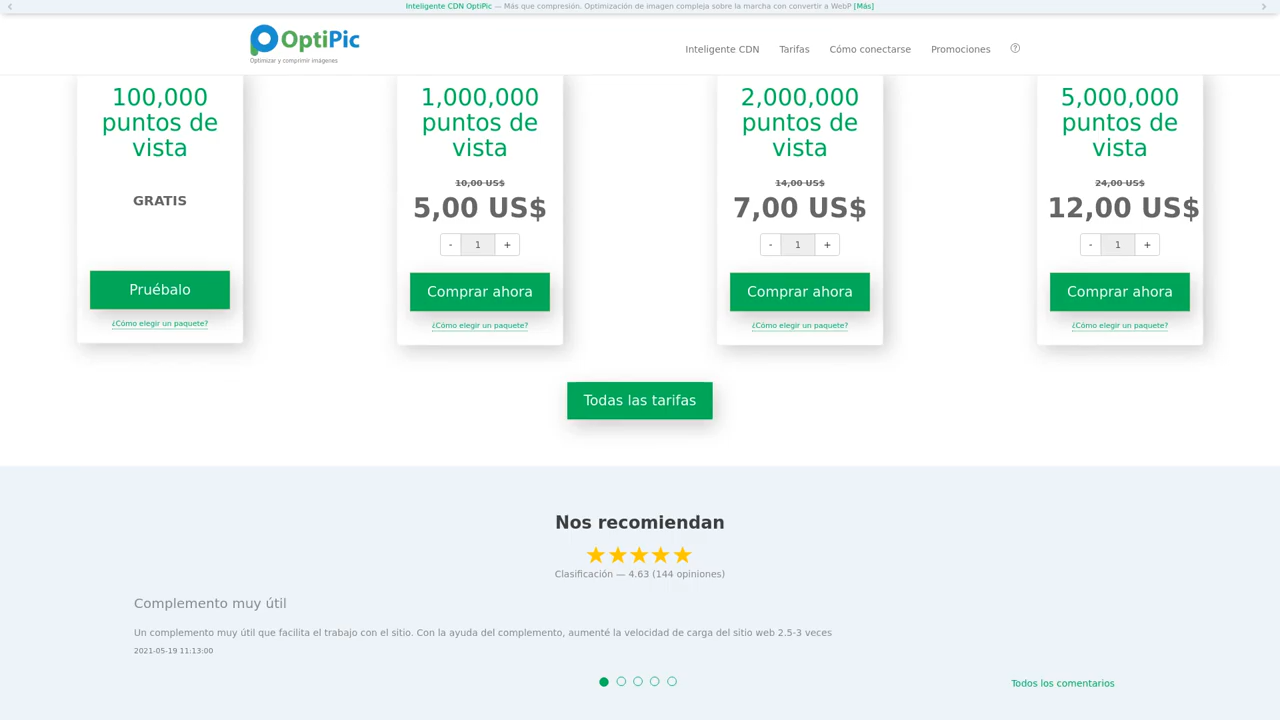 Inteligente CDN OptiPic — Más que compresión. Optimización de imagen compleja sobre la marcha con convertir a WebP [Más]
OptiPic
Optimizar y comprimir imágenes
Inteligente CDN
Tarifas
Cómo conectarse
Promociones
100,000
puntos de
vista
GRATIS
Pruébalo
¿Cómo elegir un paquete?
1,000,000
puntos de
vista
10,00 US$
5,00 US$
- 1 +
Comprar ahora
¿Cómo elegir un paquete?
2,000,000
puntos de
vista
14,00 US$
7,00 US$
- 1 +
Comprar ahora
¿Cómo elegir un paquete?
5,000,000
puntos de
vista
24,00 US$
12,00 US$
- 1 +
Comprar ahora
¿Cómo elegir un paquete?
Todas las tarifas
Nos recomiendan
Clasificación — 4.63 (144 opiniones)
Complemento muy útil
Un complemento muy útil que facilita el trabajo con el sitio. Con la ayuda del complemento, aumenté la velocidad de carga del sitio web 2.5-3 veces
2021-05-19 11:13:00
Todos los comentarios